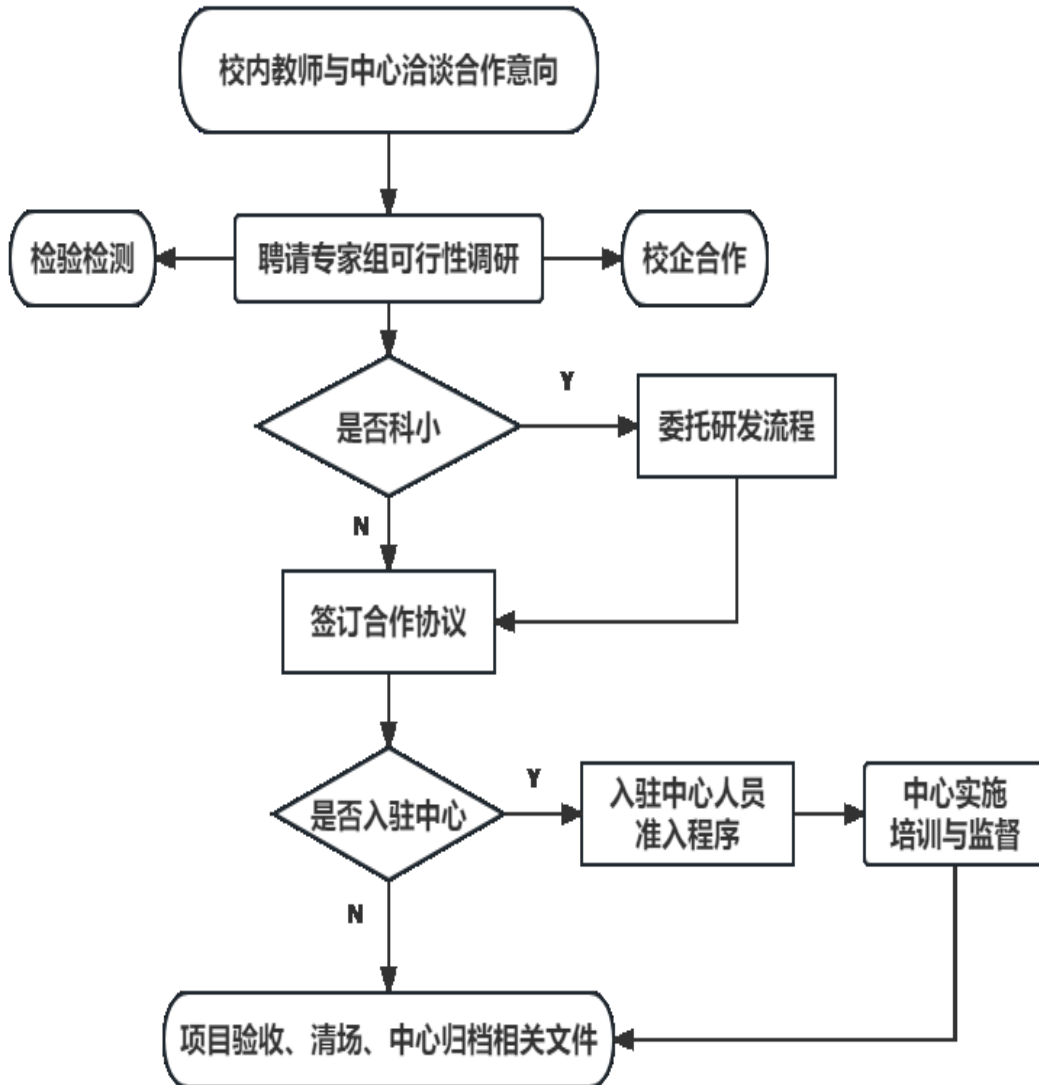 校内教师与中心洽谈合作意向
检验检测
聘请专家组可行性调研
校企合作
是否科小
Y
委托研发流程
N
签订合作协议
是否入驻中心
Y
入驻中心人员
准入程序
中心实施
培训与监督
N
项目验收、清场、中心归档相关文件